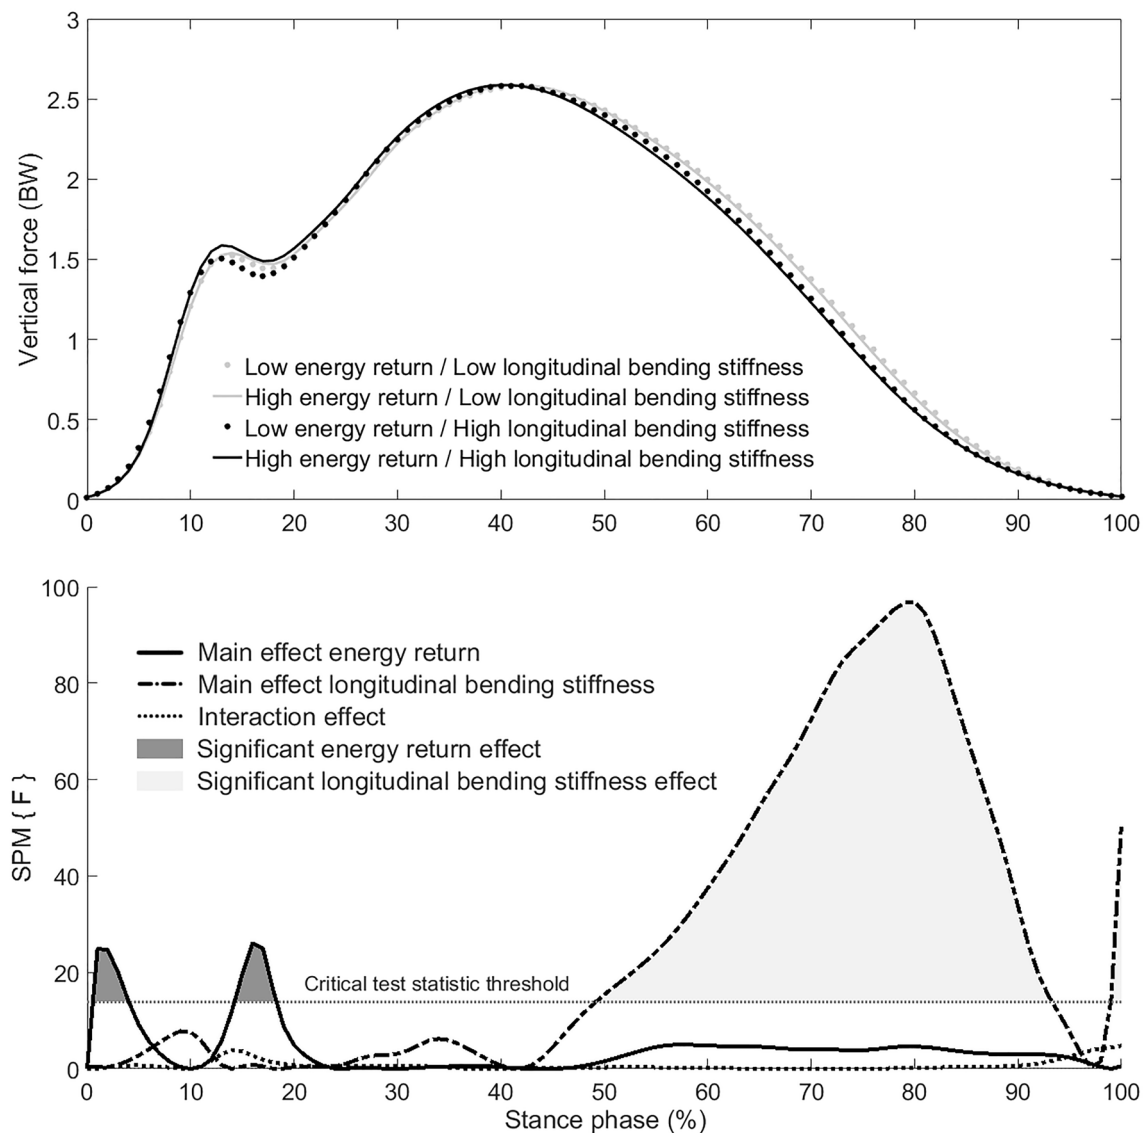 3
2.5
2
1.5
1
0.5
0
Vertical force (BW)
Low energy return / Low longitudinal bending stiffness
High energy return / Low longitudinal bending stiffness
Low energy return / High longitudinal bending stiffness
High energy return / High longitudinal bending stiffness
0 10 20 30 40 50 60 70 80 90 100
100
80
60
40
20
0
SPM { F }
Main effect energy return
Main effect longitudinal bending stiffness
Interaction effect
Significant energy return effect
Significant longitudinal bending stiffness effect
Critical test statistic threshold
0 10 20 30 40 50 60 70 80 90 100
Stance phase (%)